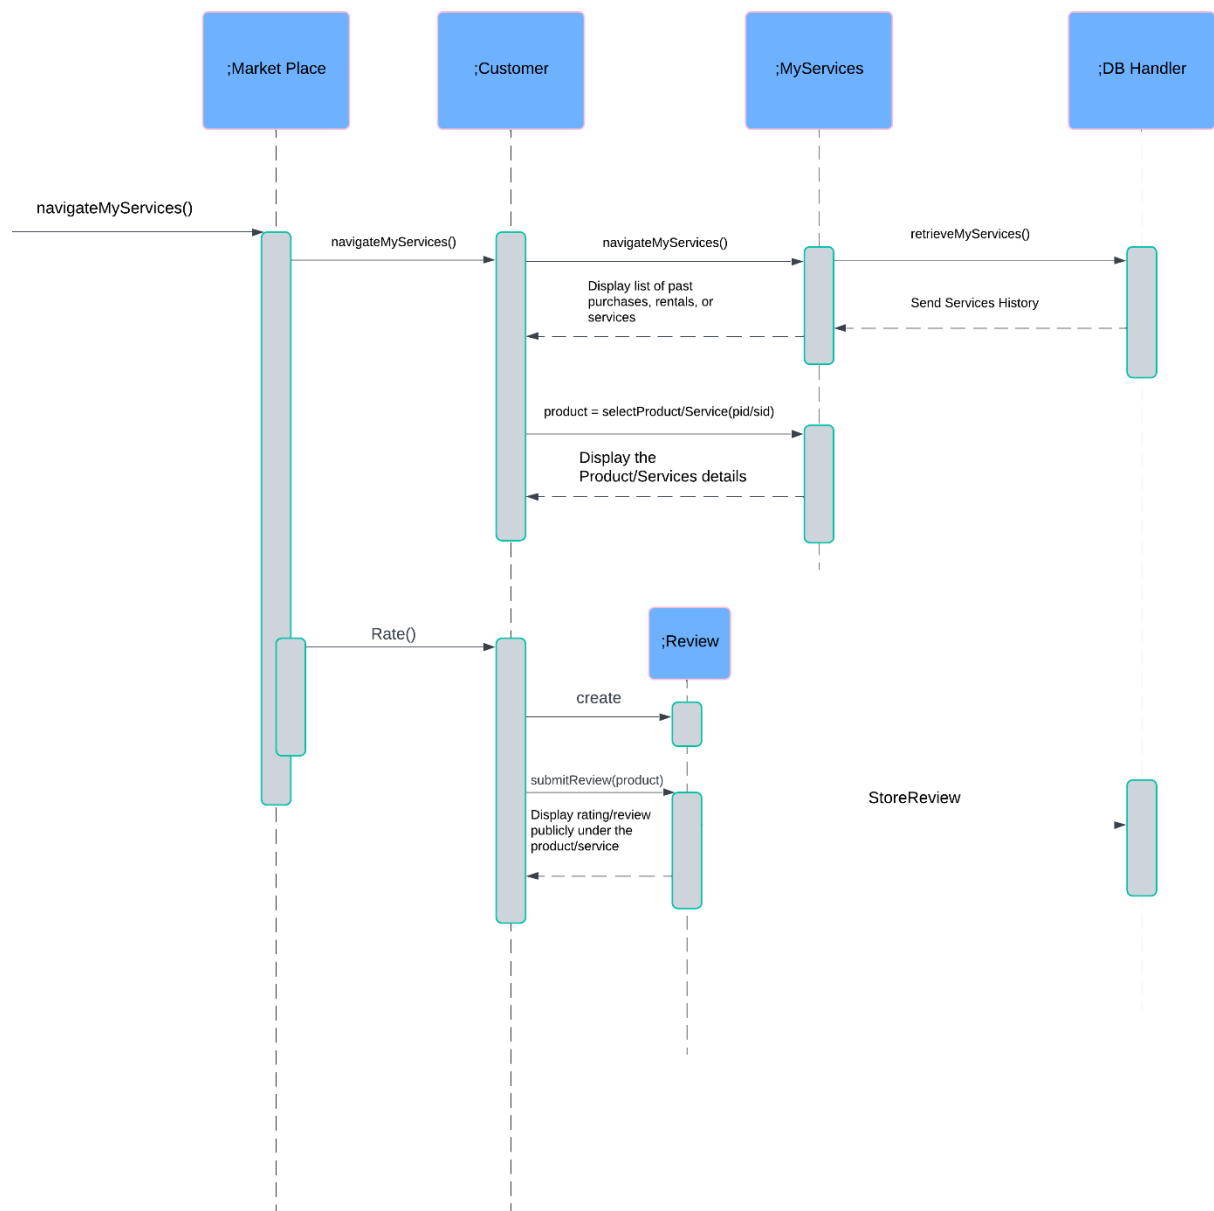 ;Market Place
;Customer
;MyServices
;DB Handler
navigateMyServices()
navigateMyServices()
navigateMyServices()
retrieveMyServices()
Display list of past
purchases, rentals, or
services
Send Services History
product = selectProduct/Service(pid/sid)
Display the
Product/Services details
Rate()
;Review
create
submitReview(product)
StoreReview
Display rating/review
publicly under the
product/service